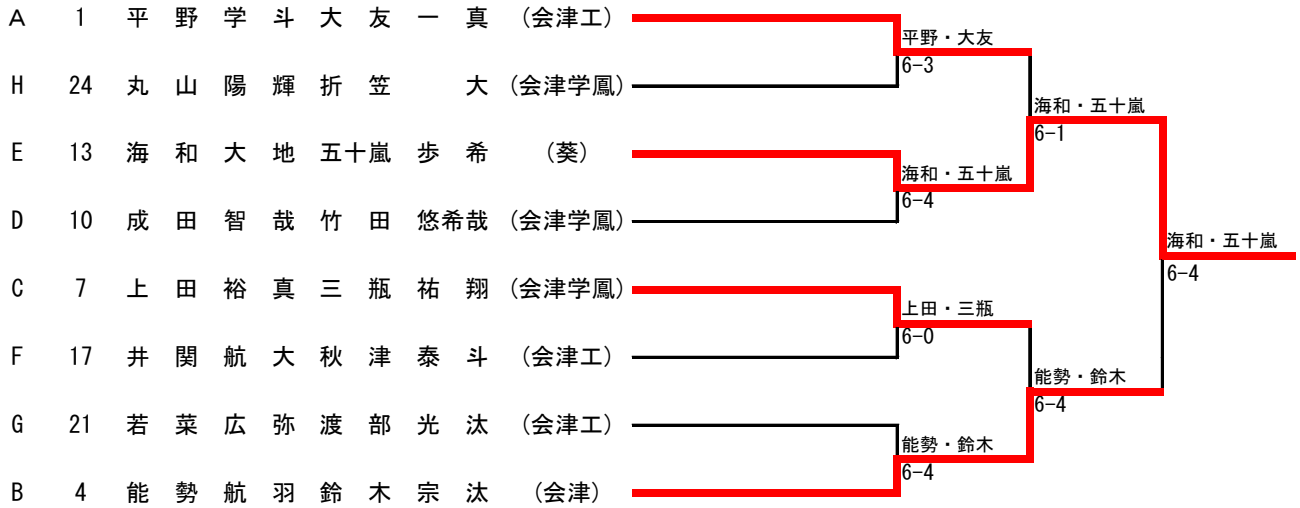 A 1 平野学斗 大友一真 (会津工)
平野・大友
6-3
H 24 丸山陽輝 折笠 大 (会津学鳳)
海和・五十嵐
6-1
E 13 海和大地 五十嵐歩希 (葵)
海和・五十嵐
6-4
D 10 成田智哉 竹田悠希哉 (会津学鳳)
海和・五十嵐
6-4
C 7 上田裕真 三瓶祐翔 (会津学鳳)
上田・三瓶
6-0
F 17 井関航大 秋津泰斗 (会津工)
能勢・鈴木
6-4
G 21 若菜広弥 渡部光汰 (会津工)
能勢・鈴木
6-4
B 4 能勢航羽 鈴木宗汰 (会津)